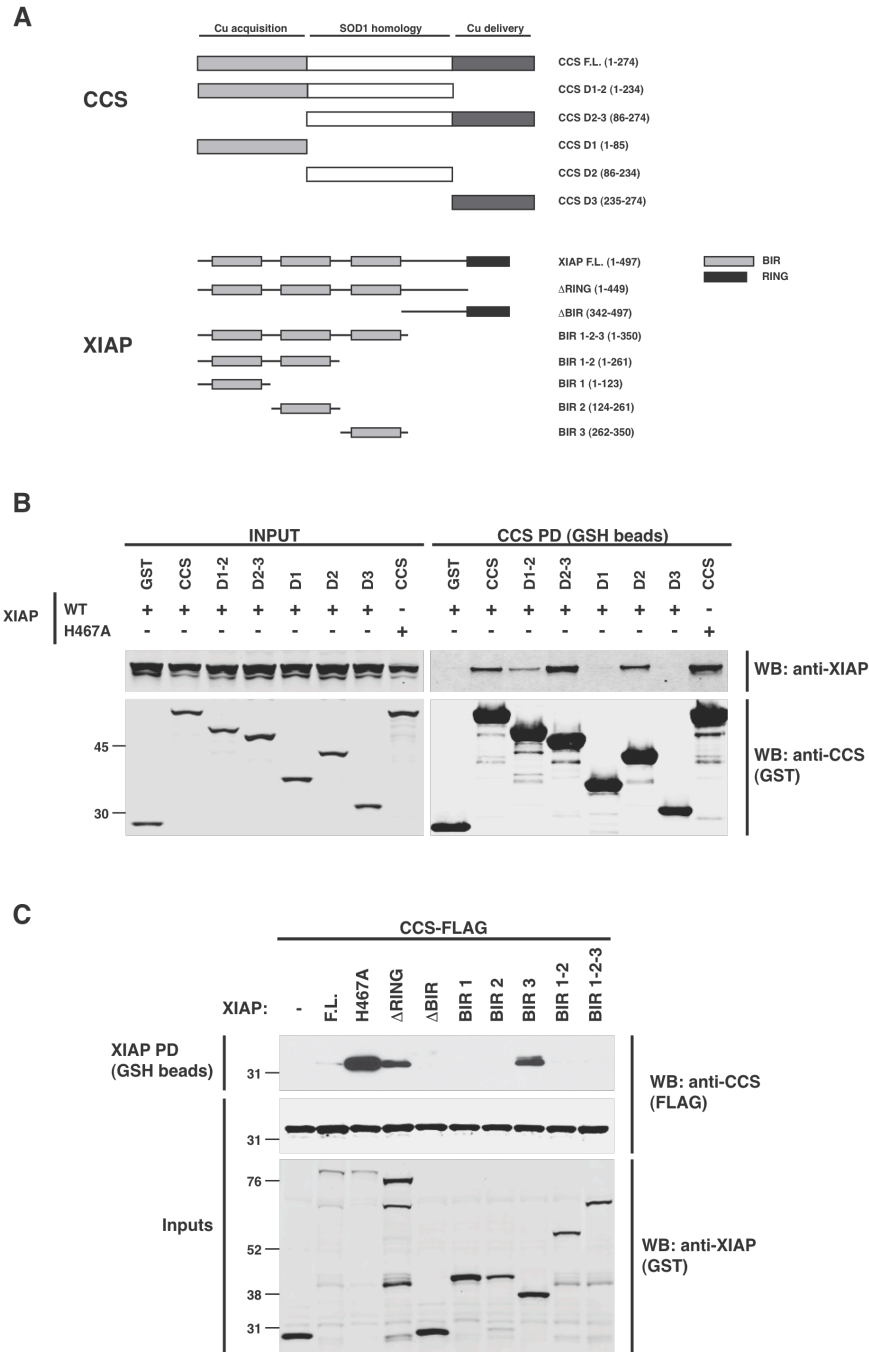 A
Cu acquisition SOD1 homology Cu delivery
CCS
CCS F.L. (1-274)
CCS D1-2 (1-234)
CCS D2-3 (86-274)
CCS D1 (1-85)
CCS D2 (86-234)
CCS D3 (235-274)
XIAP
XIAP F.L. (1-497)
ΔRING (1-449)
ΔBIR (342-497)
BIR 1-2-3 (1-350)
BIR 1-2 (1-261)
BIR 1 (1-123)
BIR 2 (124-261)
BIR 3 (262-350)
BIR
RING
B
INPUT CCS PD (GSH beads)
GST CCS D1-2 D2-3 D1 D2 D3 CCS GST CCS D1-2 D2-3 D1 D2 D3 CCS
XIAP
WT + + + + + + + - + + + + + + + -
H467A - - - - - - - + - - - - - - - +
WB: anti-XIAP
45
30
WB: anti-CCS
(GST)
C
CCS-FLAG
XIAP: - F.L. H467A ΔRING ΔBIR BIR 1 BIR 2 BIR 3 BIR 1-2 BIR 1-2-3
XIAP PD
(GSH beads)
31
WB: anti-CCS
(FLAG)
31
Inputs
76
52
38
31
WB: anti-XIAP
(GST)